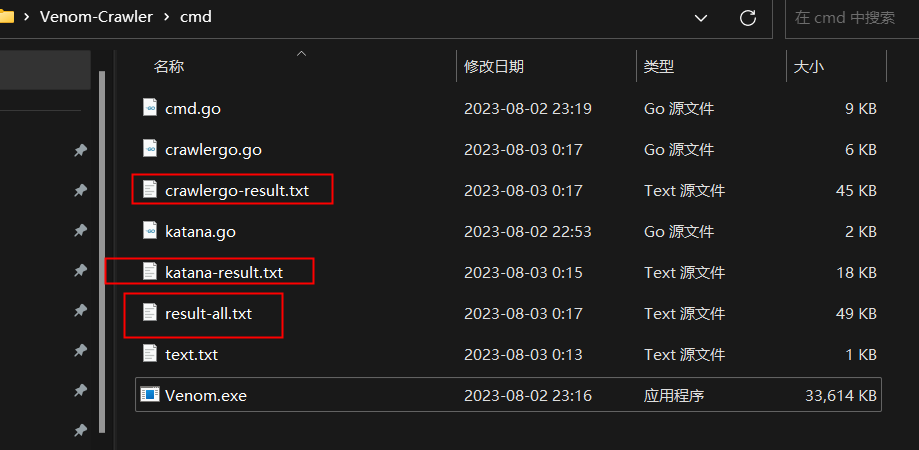 Venom-Crawler > cmd
在 cmd 中搜索
名称 修改日期 类型 大小
cmd.go 2023-08-02 23:19 Go 源文件 9 KB
crawlergo.go 2023-08-03 0:17 Go 源文件 6 KB
crawlergo-result.txt 2023-08-03 0:17 Text 源文件 45 KB
katana.go 2023-08-02 22:53 Go 源文件 2 KB
katana-result.txt 2023-08-03 0:15 Text 源文件 18 KB
result-all.txt 2023-08-03 0:17 Text 源文件 49 KB
text.txt 2023-08-03 0:13 Text 源文件 1 KB
Venom.exe 2023-08-02 23:16 应用程序 33,614 KB